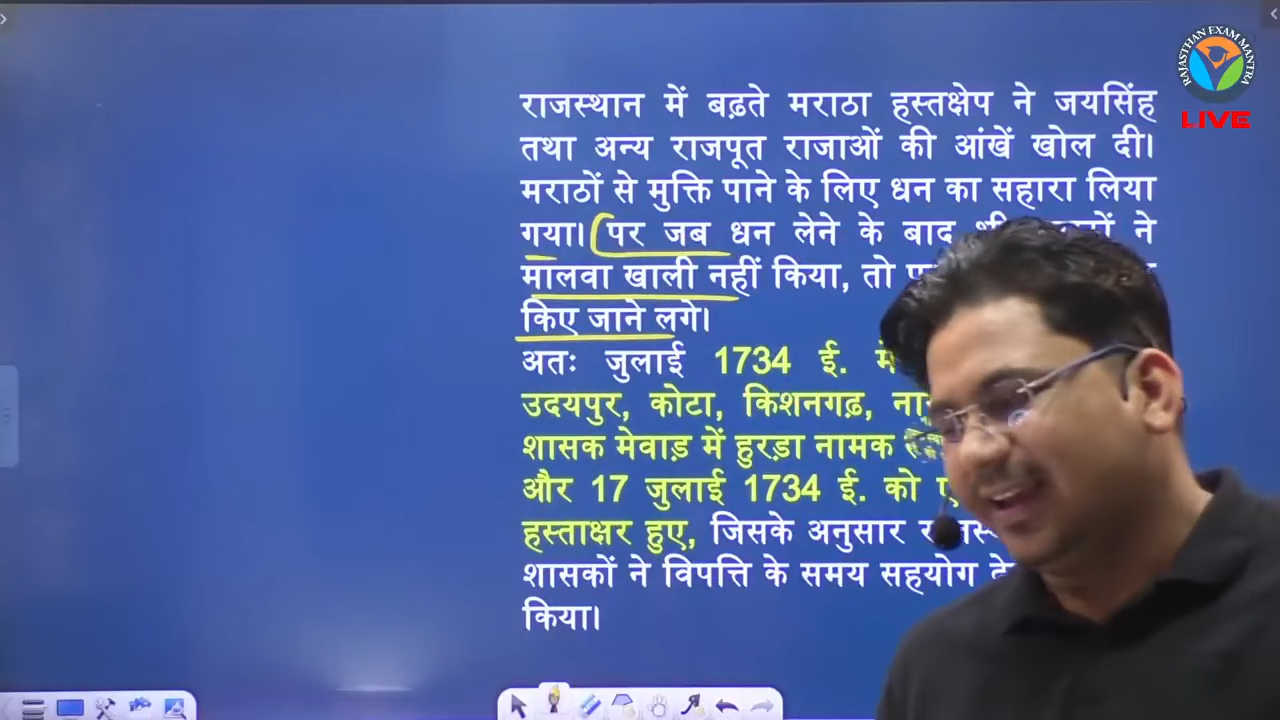 RAJASTHAN EXAM MANTRA
LIVE
राजस्थान में बढ़ते मराठा हस्तक्षेप ने जयसिंह
तथा अन्य राजपूत राजाओं की आंखें खोल दी।
मराठों से मुक्ति पाने के लिए धन का सहारा लिया
गया। पर जब धन लेने के बाद ने
मालवा खाली नहीं किया, तो
किए जाने लगे।
अतः जुलाई 1734 ई.
उदयपुर, कोटा, किशनगढ़,
शासक मेवाड़ में हुरड़ा नामक
और 17 जुलाई 1734 ई. को
हस्ताक्षर हुए, जिसके अनुसार
शासकों ने विपत्ति के समय सहयोग
किया।